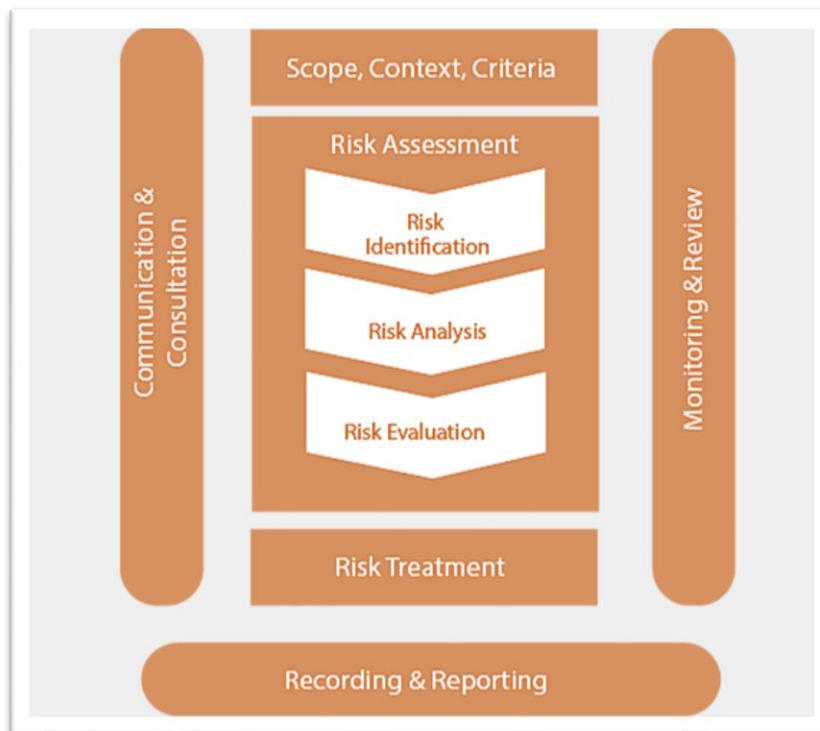 Scope, Context, Criteria
Risk Assessment
Risk
Identification
Risk Analysis
Risk Evaluation
Risk Treatment
Communication &
Consultation
Monitoring & Review
Recording & Reporting